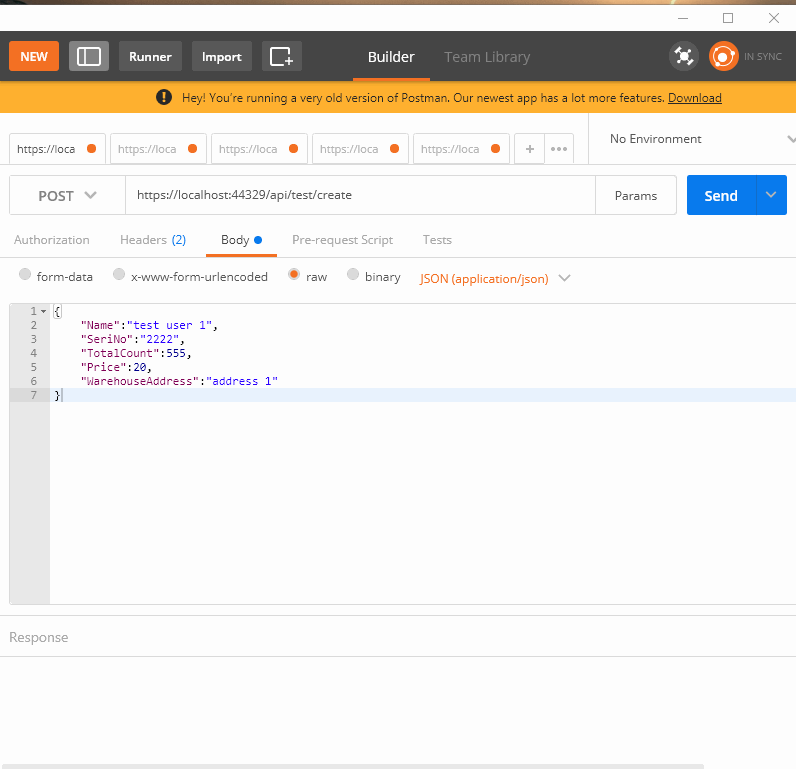 NEW Runner Import Builder Team Library IN SYNC
Hey! You're running a very old version of Postman. Our newest app has a lot more features. Download
https://loca https://loca https://loca https://loca https://loca + ••• No Environment
POST https://localhost:44329/api/test/create Params Send
Authorization Headers (2) Body Pre-request Script Tests
form-data x-www-form-urlencoded raw binary JSON (application/json)
1 {
2 "Name":"test user 1",
3 "SeriNo":"2222",
4 "TotalCount":555,
5 "Price":20,
6 "WarehouseAddress":"address 1"
7 }
Response